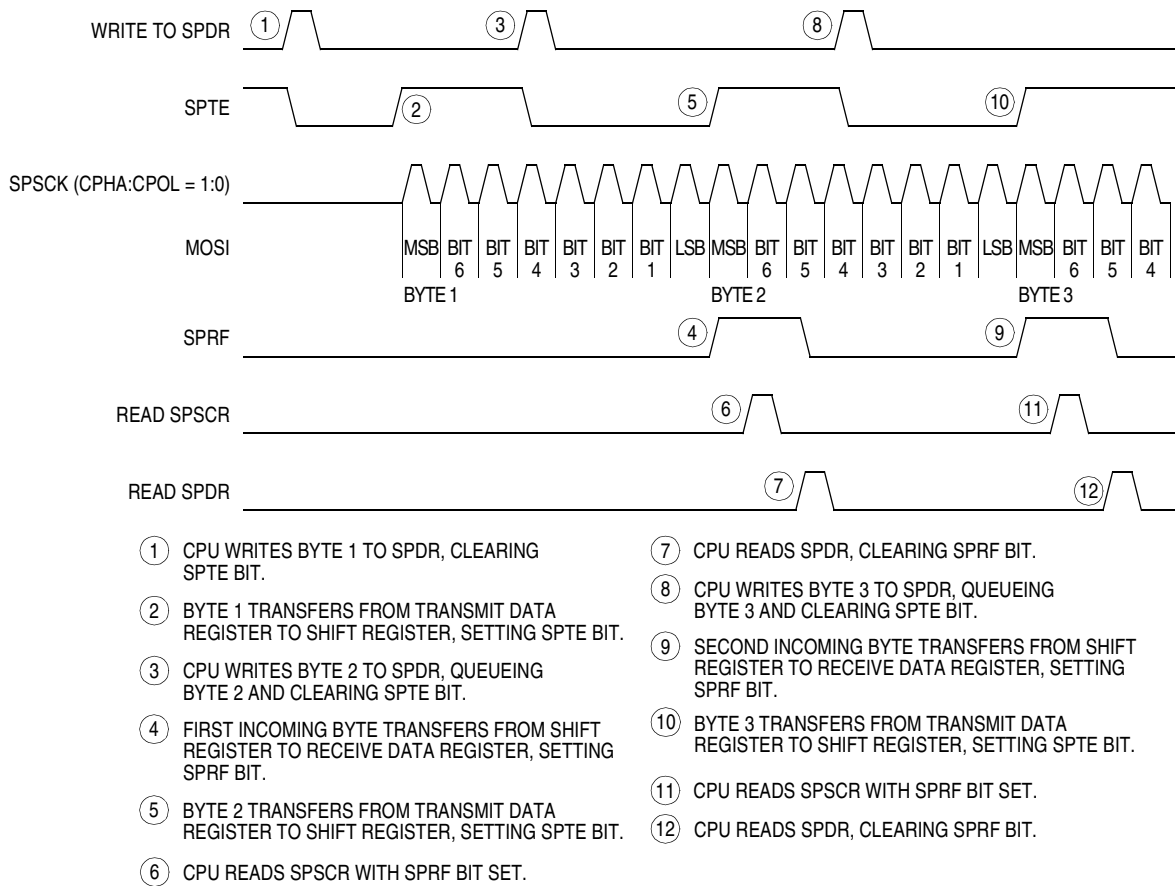 WRITE TO SPDR
1
3
8
SPTE
2
5
10
SPSCK (CPHA:CPOL = 1:0)
MOSI
MSB BIT 6 BIT 5 BIT 4 BIT 3 BIT 2 BIT 1 LSB MSB BIT 6 BIT 5 BIT 4 BIT 3 BIT 2 BIT 1 LSB MSB BIT 6 BIT 5 BIT 4
BYTE 1
BYTE 2
BYTE 3
SPRF
4
9
READ SPSCR
6
11
READ SPDR
7
12
1 CPU WRITES BYTE 1 TO SPDR, CLEARING
SPTE BIT.
2 BYTE 1 TRANSFERS FROM TRANSMIT DATA
REGISTER TO SHIFT REGISTER, SETTING SPTE BIT.
3 CPU WRITES BYTE 2 TO SPDR, QUEUEING
BYTE 2 AND CLEARING SPTE BIT.
4 FIRST INCOMING BYTE TRANSFERS FROM SHIFT
REGISTER TO RECEIVE DATA REGISTER, SETTING
SPRF BIT.
5 BYTE 2 TRANSFERS FROM TRANSMIT DATA
REGISTER TO SHIFT REGISTER, SETTING SPTE BIT.
6 CPU READS SPSCR WITH SPRF BIT SET.
7 CPU READS SPDR, CLEARING SPRF BIT.
8 CPU WRITES BYTE 3 TO SPDR, QUEUEING
BYTE 3 AND CLEARING SPTE BIT.
9 SECOND INCOMING BYTE TRANSFERS FROM SHIFT
REGISTER TO RECEIVE DATA REGISTER, SETTING
SPRF BIT.
10 BYTE 3 TRANSFERS FROM TRANSMIT DATA
REGISTER TO SHIFT REGISTER, SETTING SPTE BIT.
11 CPU READS SPSCR WITH SPRF BIT SET.
12 CPU READS SPDR, CLEARING SPRF BIT.